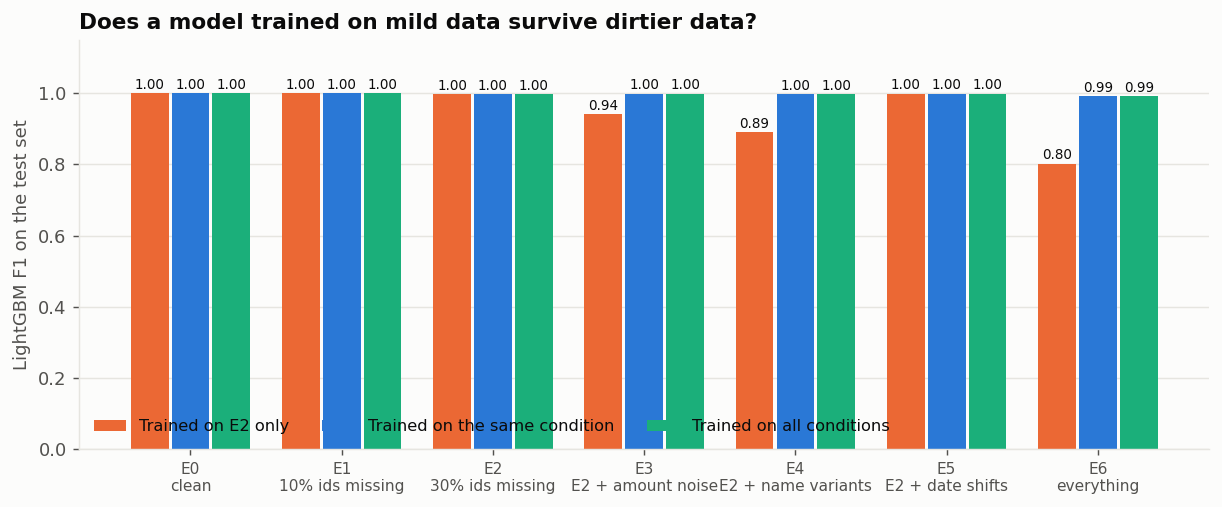 Does a model trained on mild data survive dirtier data?
LightGBM F1 on the test set
1.0
0.8
0.6
0.4
0.2
0.0
1.00 1.00 1.00
1.00 1.00 1.00
1.00 1.00 1.00
0.94 1.00 1.00
0.89 1.00 1.00
1.00 1.00 1.00
0.80 0.99 0.99
Trained on E2 only
Trained on the same condition
Trained on all conditions
E0
clean
E1
10% ids missing
E2
30% ids missing
E3
E2 + amount noise
E4
E2 + name variants
E5
E2 + date shifts
E6
everything